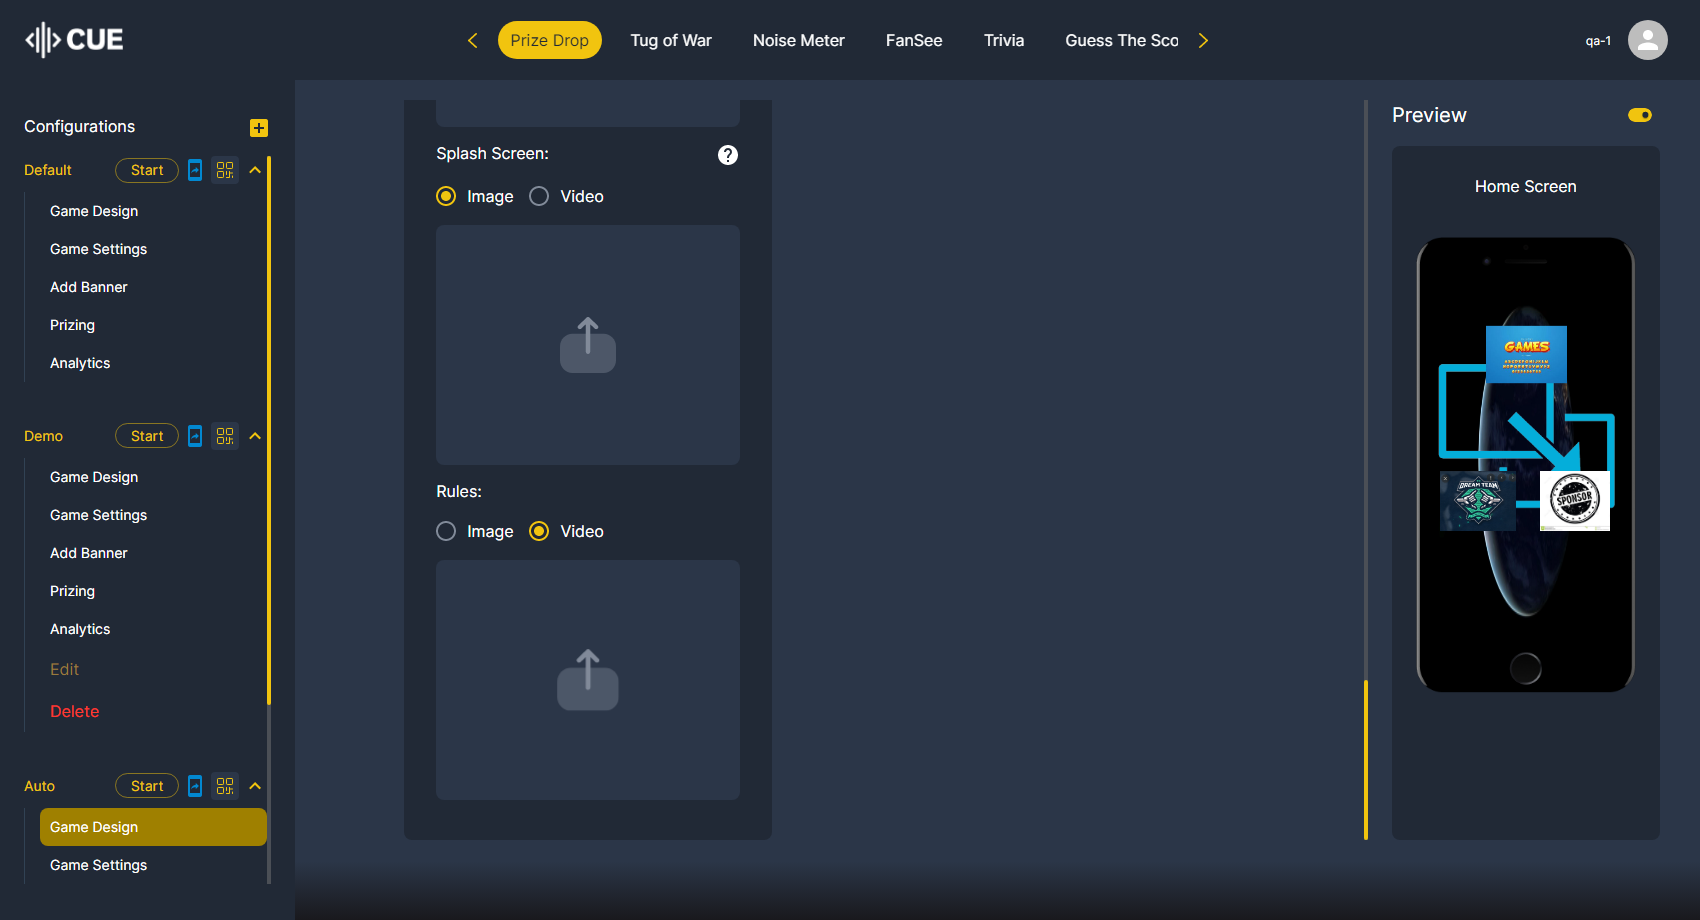 CUE
Prize Drop
Tug of War
Noise Meter
FanSee
Trivia
Guess The Sco
qa-1
Configurations
Default
Start
Game Design
Game Settings
Add Banner
Prizing
Analytics
Demo
Start
Game Design
Game Settings
Add Banner
Prizing
Analytics
Edit
Delete
Auto
Start
Game Design
Game Settings
Splash Screen:
?
Image
Video
Rules:
Image
Video
Preview
Home Screen
GAMES
DREAM TEAM
SPONSOR